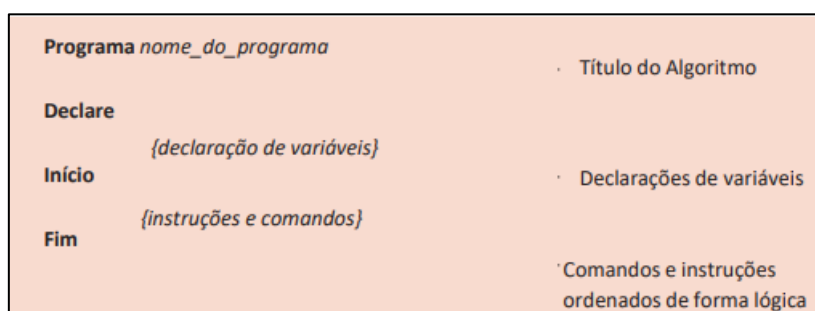 Programa nome_do_programa
· Título do Algoritmo
Declare
{declaração de variáveis}
Início
· Declarações de variáveis
{instruções e comandos}
Fim
· Comandos e instruções
ordenados de forma lógica